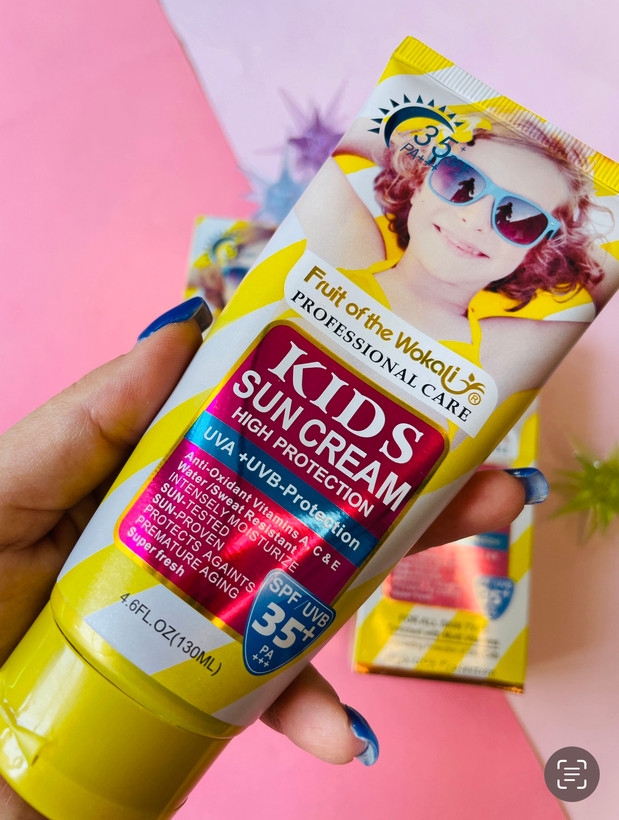 35+
PA+++
Fruit of the Wokali®
PROFESSIONAL CARE
KIDS
SUN CREAM
HIGH PROTECTION
UVA +UVB-Protection
Anti-Oxidant Vitamins A, C & E
Water/Sweat Resistant
INTENSELY MOISTURIZE
SUN-TESTED
SUN-PROVEN
PROTECTS AGAINTS
PREMATURE AGING
Super fresh
SPF/UVB
35+
PA
+++
4.6FL.OZ(130ML)
35+